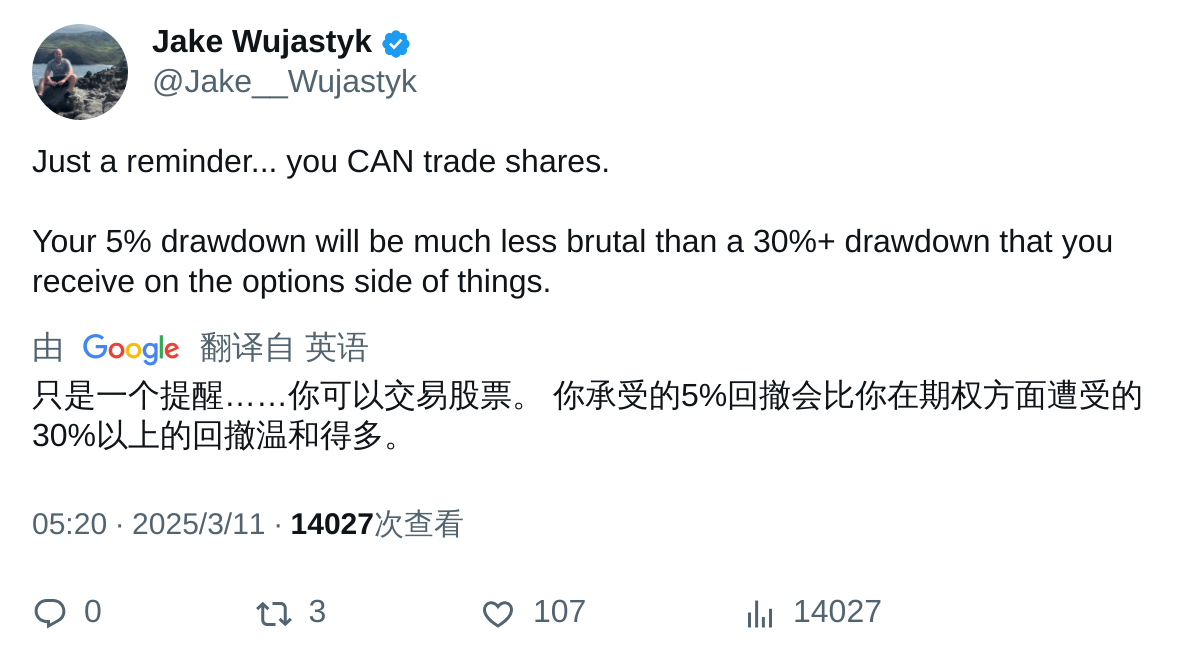 Jake Wujastyk
@Jake__Wujastyk
Just a reminder... you CAN trade shares.
Your 5% drawdown will be much less brutal than a 30%+ drawdown that you
receive on the options side of things.
由 Google 翻译自 英语
只是一个提醒……你可以交易股票。 你承受的5%回撤会比你在期权方面遭受的
30%以上的回撤温和得多。
05:20 · 2025/3/11 · 14027次查看
0 3 107 14027